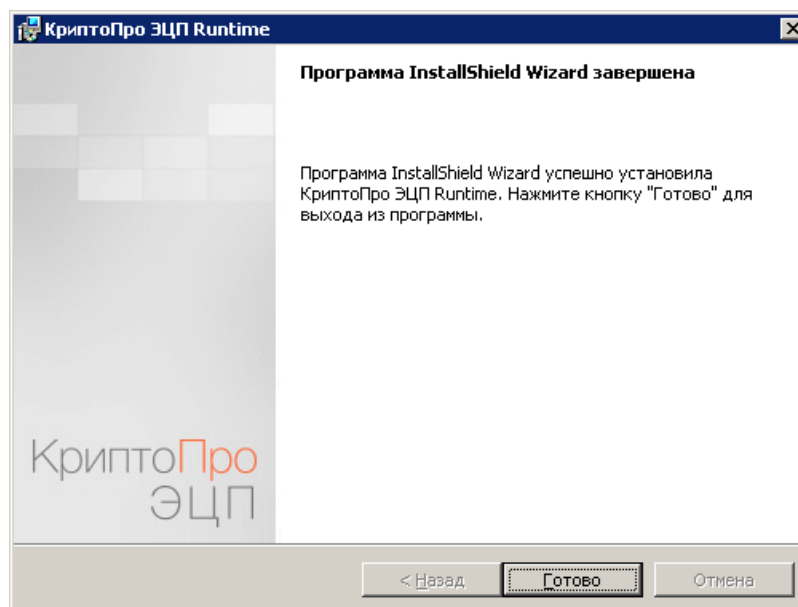 КриптоПро ЭЦП Runtime
Программа InstallShield Wizard завершена
Программа InstallShield Wizard успешно установила
КриптоПро ЭЦП Runtime. Нажмите кнопку "Готово" для
выхода из программы.
КриптоПро
ЭЦП
< Назад
Готово
Отмена